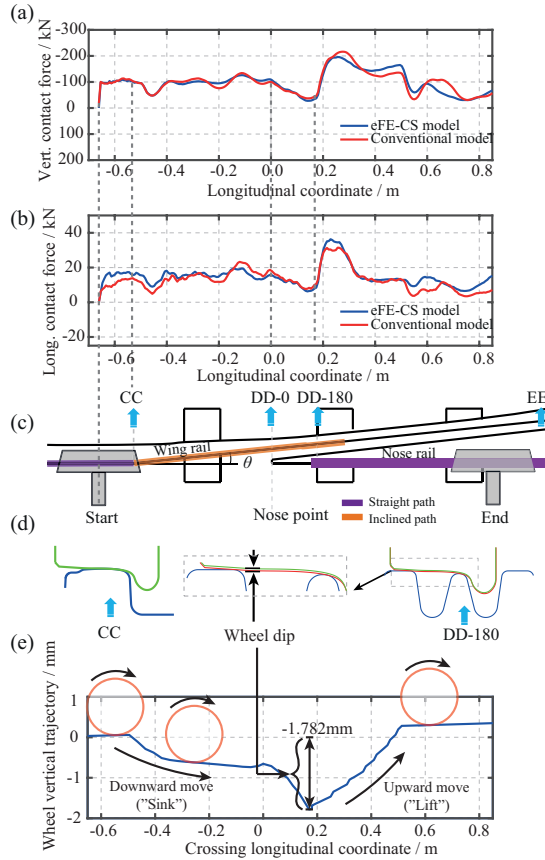 (a)
-300
-200
-100
0
100
200
Vert. contact force / kN
eFE-CS model
Conventional model
-0.6 -0.4 -0.2 0.0 0.2 0.4 0.6 0.8
Longitudinal coordinate / m
(b)
40
20
0
-20
Long. contact force / kN
eFE-CS model
Conventional model
-0.6 -0.4 -0.2 0.0 0.2 0.4 0.6 0.8
Longitudinal coordinate / m
CC DD-0 DD-180 EE
(c)
Wing rail
θ
Nose rail
Straight path
Inclined path
Start
Nose point
End
(d)
CC
Wheel dip
DD-180
(e)
1
0
-1
-2
Wheel vertical trajectory / mm
-1.782mm
Downward move
("Sink")
Upward move
("Lift")
-0.6 -0.4 -0.2 0 0.2 0.4 0.6 0.8
Crossing longitudinal coordinate / m